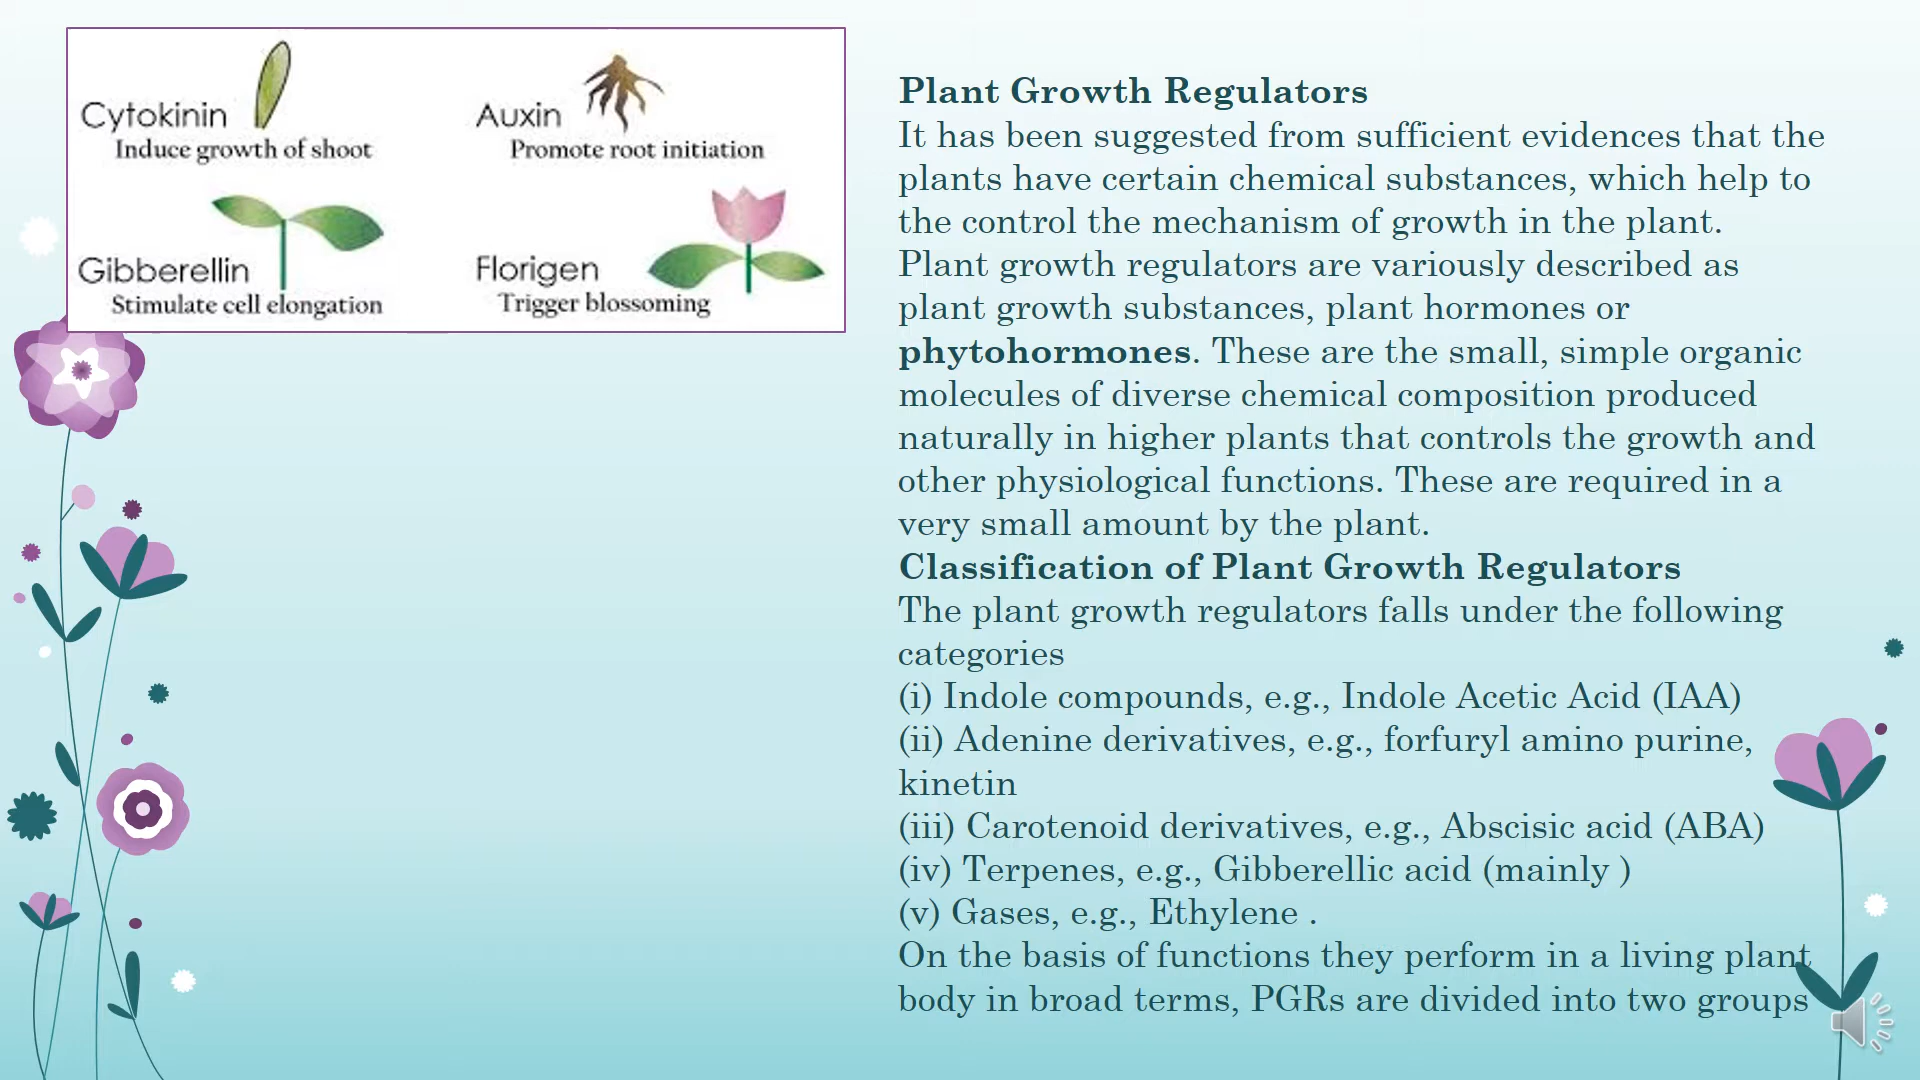 Cytokinin
Induce growth of shoot
Auxin
Promote root initiation
Gibberellin
Stimulate cell elongation
Florigen
Trigger blossoming
Plant Growth Regulators
It has been suggested from sufficient evidences that the
plants have certain chemical substances, which help to
the control the mechanism of growth in the plant.
Plant growth regulators are variously described as
plant growth substances, plant hormones or
phytohormones. These are the small, simple organic
molecules of diverse chemical composition produced
naturally in higher plants that controls the growth and
other physiological functions. These are required in a
very small amount by the plant.
Classification of Plant Growth Regulators
The plant growth regulators falls under the following
categories
(i) Indole compounds, e.g., Indole Acetic Acid (IAA)
(ii) Adenine derivatives, e.g., forfuryl amino purine,
kinetin
(iii) Carotenoid derivatives, e.g., Abscisic acid (ABA)
(iv) Terpenes, e.g., Gibberellic acid (mainly )
(v) Gases, e.g., Ethylene .
On the basis of functions they perform in a living plant
body in broad terms, PGRs are divided into two groups